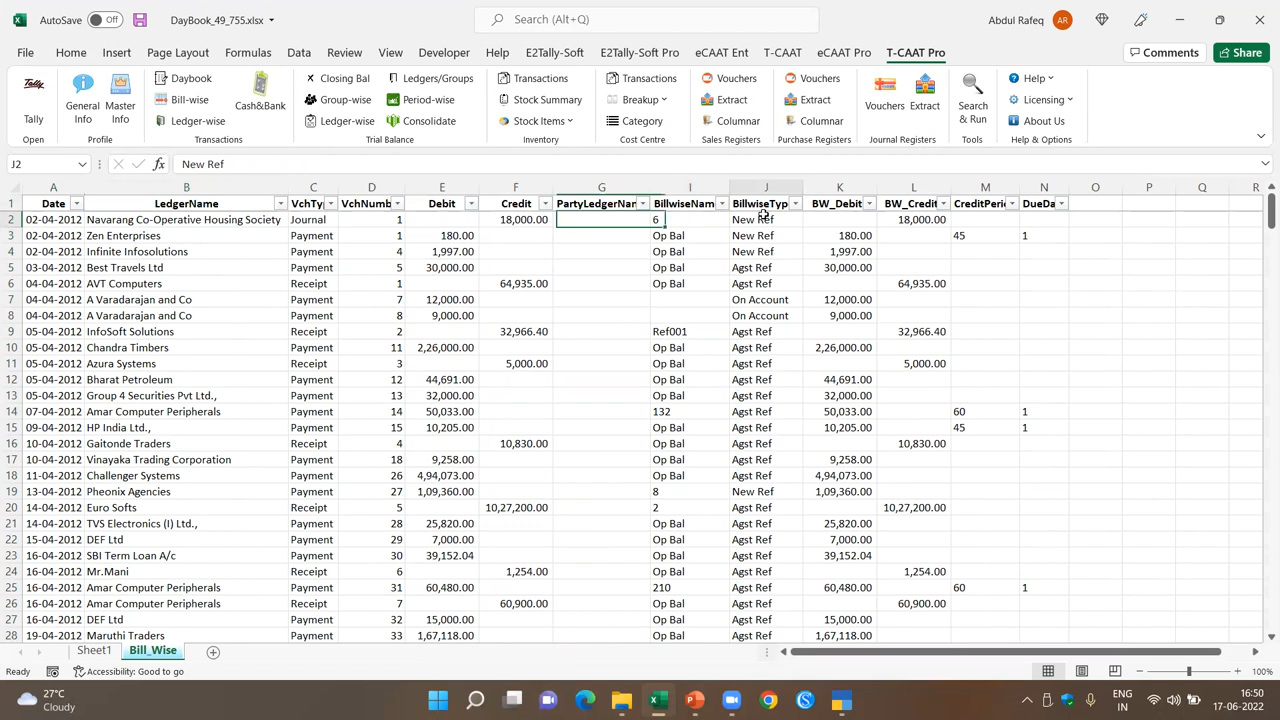 AutoSave Off DayBook_49_755.xlsx Search (Alt+Q) Abdul Rafeq AR
File Home Insert Page Layout Formulas Data Review View Developer Help E2Tally-Soft E2Tally-Soft Pro eCAAT Ent T-CAAT eCAAT Pro T-CAAT Pro Comments Share
Tally Daybook Closing Bal Ledgers/Groups Transactions Transactions Vouchers Vouchers Help
Bill-wise Group-wise Period-wise Stock Summary Breakup Extract Extract Licensing
Tally General Info Master Info Ledger-wise Cash&Bank Ledger-wise Consolidate Stock Items Category Columnar Columnar Vouchers Extract Search & Run About Us
Open Profile Transactions Trial Balance Inventory Cost Centre Sales Registers Purchase Registers Journal Registers Tools Help & Options
J2 fx New Ref
A B C D E F G H I J K L M N O P Q R
1 Date LedgerName VchTy VchNumb Debit Credit PartyLedgerNan BillwiseNam BillwiseTyp BW_Debit BW_Credit CreditPeri DueDa
2 02-04-2012 Navarang Co-Operative Housing Society Journal 1 18,000.00 6 New Ref 18,000.00
3 02-04-2012 Zen Enterprises Payment 1 180.00 Op Bal New Ref 180.00 45 1
4 02-04-2012 Infinite Infosolutions Payment 4 1,997.00 Op Bal New Ref 1,997.00
5 03-04-2012 Best Travels Ltd Payment 5 30,000.00 Op Bal Agst Ref 30,000.00
6 04-04-2012 AVT Computers Receipt 1 64,935.00 Op Bal Agst Ref 64,935.00
7 04-04-2012 A Varadarajan and Co Payment 7 12,000.00 On Account 12,000.00
8 04-04-2012 A Varadarajan and Co Payment 8 9,000.00 On Account 9,000.00
9 05-04-2012 InfoSoft Solutions Receipt 2 32,966.40 Ref001 Agst Ref 32,966.40
10 05-04-2012 Chandra Timbers Payment 11 2,26,000.00 Op Bal Agst Ref 2,26,000.00
11 05-04-2012 Azura Systems Receipt 3 5,000.00 Op Bal Agst Ref 5,000.00
12 05-04-2012 Bharat Petroleum Payment 12 44,691.00 Op Bal Agst Ref 44,691.00
13 05-04-2012 Group 4 Securities Pvt Ltd., Payment 13 32,000.00 Op Bal Agst Ref 32,000.00
14 07-04-2012 Amar Computer Peripherals Payment 14 50,033.00 132 Agst Ref 50,033.00 60 1
15 09-04-2012 HP India Ltd., Payment 15 10,205.00 Op Bal Agst Ref 10,205.00 45 1
16 10-04-2012 Gaitonde Traders Receipt 4 10,830.00 Op Bal Agst Ref 10,830.00
17 10-04-2012 Vinayaka Trading Corporation Payment 18 9,258.00 Op Bal Agst Ref 9,258.00
18 11-04-2012 Challenger Systems Payment 26 4,94,073.00 Op Bal Agst Ref 4,94,073.00
19 13-04-2012 Pheonix Agencies Payment 27 1,09,360.00 8 New Ref 1,09,360.00
20 14-04-2012 Euro Softs Receipt 5 10,27,200.00 2 Agst Ref 10,27,200.00
21 14-04-2012 TVS Electronics (I) Ltd., Payment 28 25,820.00 Op Bal Agst Ref 25,820.00
22 15-04-2012 DEF Ltd Payment 29 7,000.00 Op Bal Agst Ref 7,000.00
23 16-04-2012 SBI Term Loan A/c Payment 30 39,152.04 Op Bal Agst Ref 39,152.04
24 16-04-2012 Mr.Mani Receipt 6 1,254.00 Op Bal Agst Ref 1,254.00
25 16-04-2012 Amar Computer Peripherals Payment 31 60,480.00 210 Agst Ref 60,480.00 60 1
26 16-04-2012 Amar Computer Peripherals Receipt 7 60,900.00 Op Bal Agst Ref 60,900.00
27 16-04-2012 DEF Ltd Payment 32 15,000.00 Op Bal Agst Ref 15,000.00
28 19-04-2012 Maruthi Traders Payment 33 1,67,118.00 Op Bal Agst Ref 1,67,118.00
Sheet1 Bill_Wise
Ready Accessibility: Good to go 100%
27°C ENG 16:50
Cloudy IN 17-06-2022